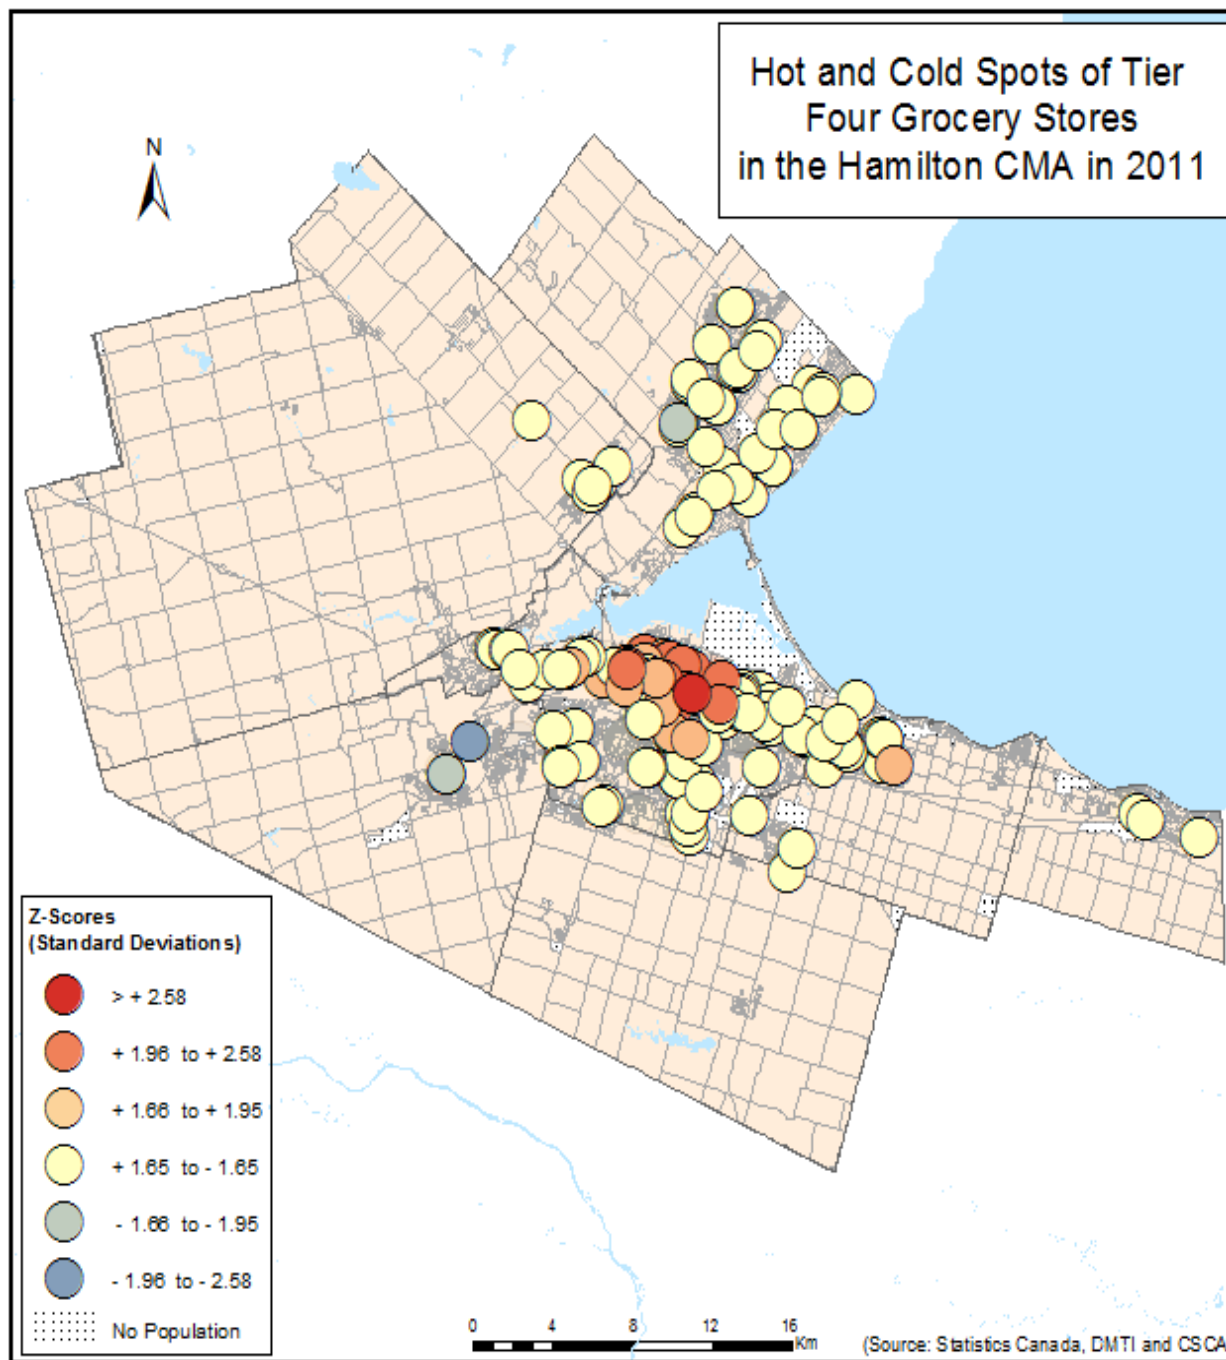 Hot and Cold Spots of Tier
Four Grocery Stores
in the Hamilton CMA in 2011
N
Z-Scores
(Standard Deviations)
> + 2.58
+ 1.96 to + 2.58
+ 1.66 to + 1.95
+ 1.65 to - 1.65
- 1.66 to - 1.95
- 1.96 to - 2.58
No Population
0 4 8 12 16
Km
(Source: Statistics Canada, DMTI and CSCA